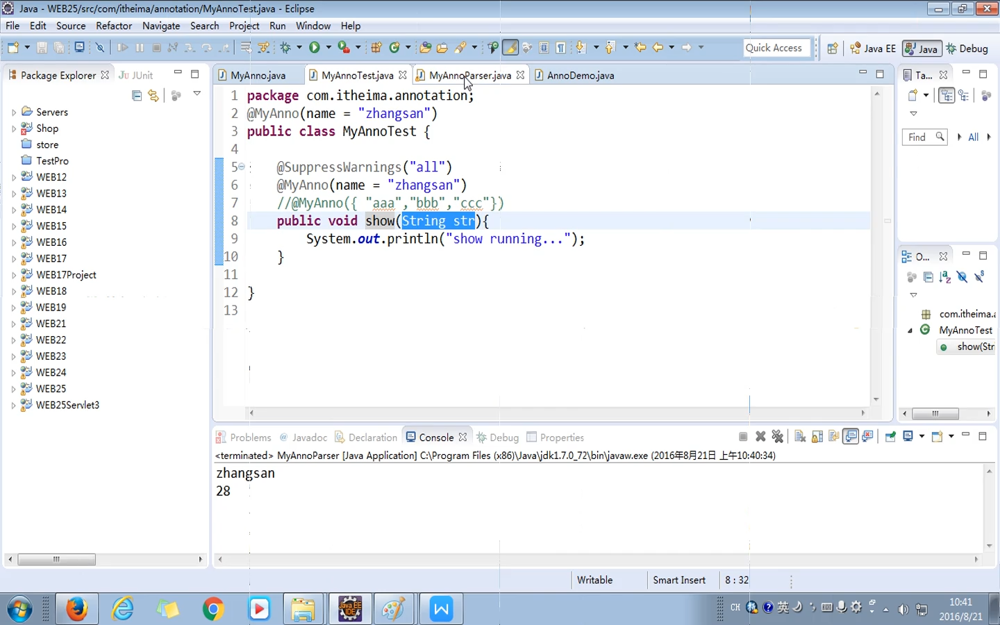 Java - WEB25/src/com/itheima/annotation/MyAnnoTest.java - Eclipse
File Edit Source Refactor Navigate Search Project Run Window Help
Quick Access Java EE Java Debug
Package Explorer JUnit
MyAnno.java MyAnnoTest.java MyAnnoParser.java AnnoDemo.java
Ta...
Servers
Shop
store
TestPro
WEB12
WEB13
WEB14
WEB15
WEB16
WEB17
WEB17Project
WEB18
WEB19
WEB21
WEB22
WEB23
WEB24
WEB25
WEB25Servlet3
1 package com.itheima.annotation;
2 @MyAnno(name = "zhangsan")
3 public class MyAnnoTest {
4
5 @SuppressWarnings("all")
6 @MyAnno(name = "zhangsan")
7 //@MyAnno({ "aaa","bbb","ccc"})
8 public void show(String str){
9 System.out.println("show running...");
10 }
11
12 }
13
Find All
O...
com.itheima.a
MyAnnoTest
show(Str
Problems @ Javadoc Declaration Console Debug Properties
<terminated> MyAnnoParser [Java Application] C:\Program Files (x86)\Java\jdk1.7.0_72\bin\javaw.exe (2016年8月21日 上午10:40:34)
zhangsan
28
Writable Smart Insert 8 : 32
Java EE
IDE
CH 英
10:41
2016/8/21